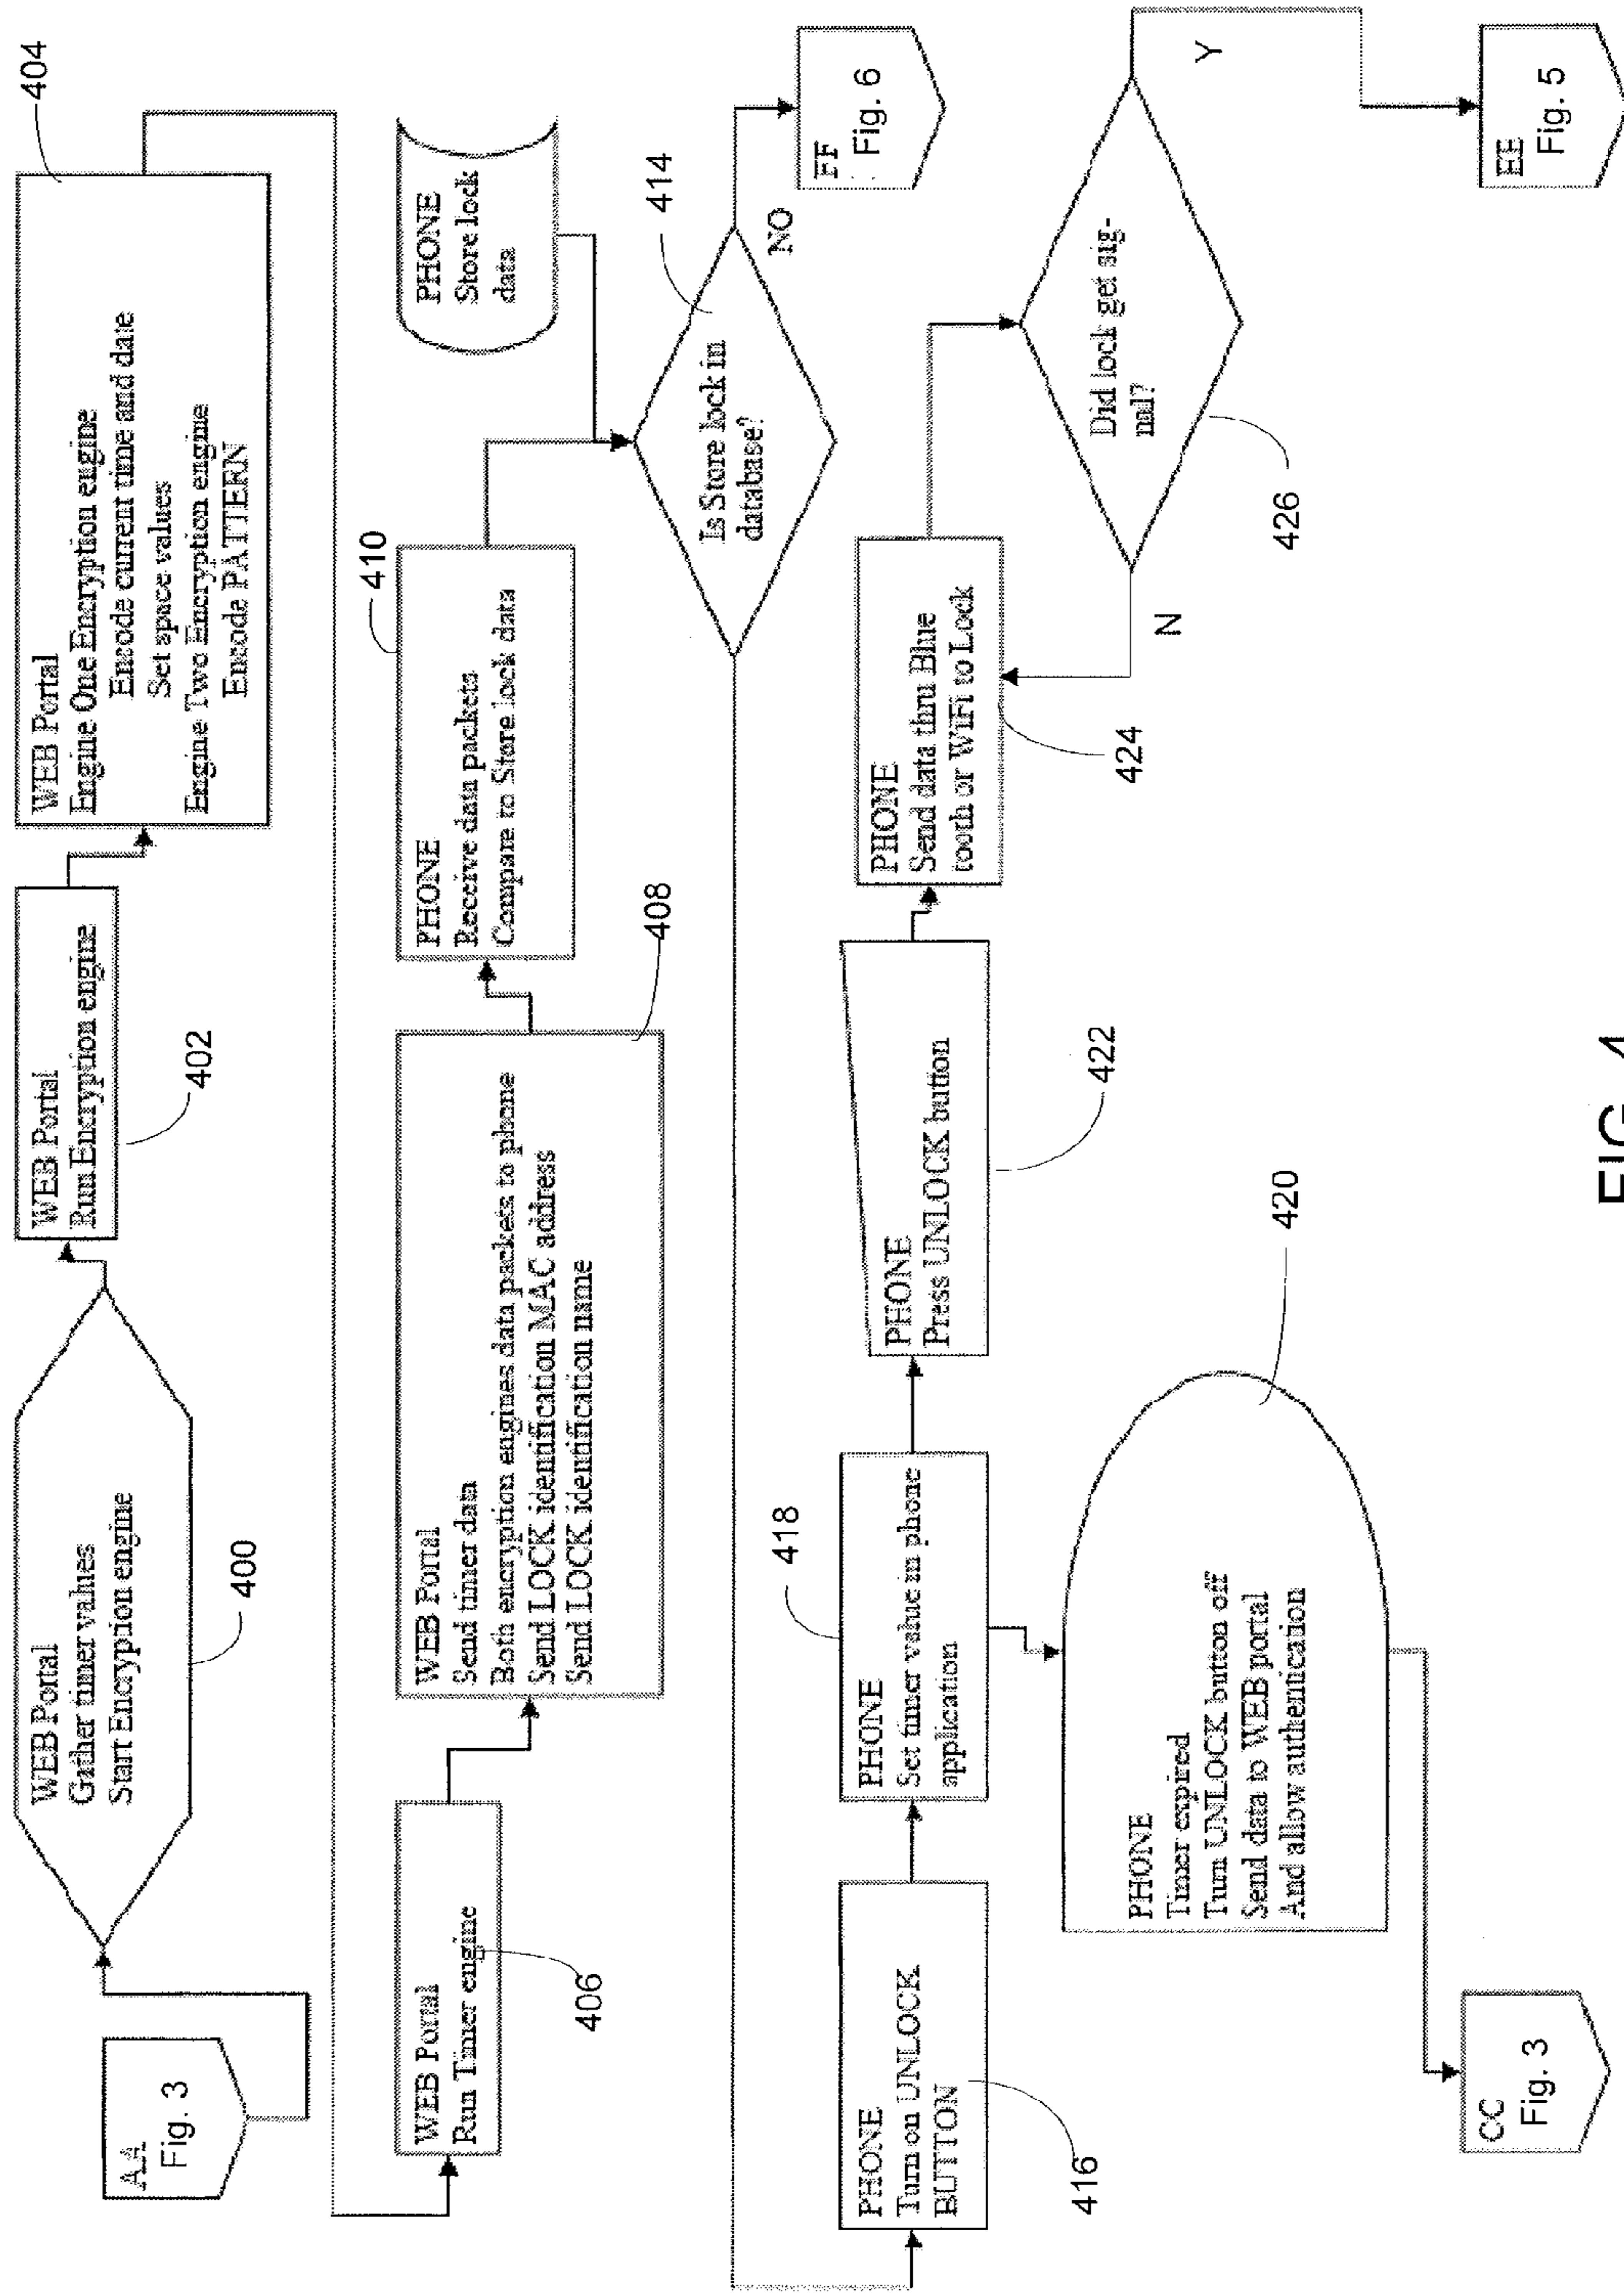 AA
Fig. 3
WEB Portal
Gather timer values
Start Encryption engine
400
WEB Portal
Run Encryption engine
402
WEB Portal
Engine One Encryption engine
Encode current time and date
Set space values
Engine Two Encryption engine
Encode PATTERN
404
WEB Portal
Run Timer engine
406
WEB Portal
Send timer data
Both encryption engines data packets to phone
Send LOCK identification MAC address
Send LOCK identification name
408
PHONE
Receive data packets
Compare to Store lock data
410
PHONE
Store lock
data
Is Store lock in
database?
414
NO
FF
Fig. 6
PHONE
Turn on UNLOCK
BUTTON
416
PHONE
Set timer value in phone
application
418
PHONE
Press UNLOCK button
422
PHONE
Send data thru Blue
tooth or WiFi to Lock
424
Did lock get sig-
nal?
426
N
Y
PHONE
Timer expired
Turn UNLOCK button off
Send data to WEB portal
And allow authentication
420
CC
Fig. 3
EE
Fig. 5
FIG. 4